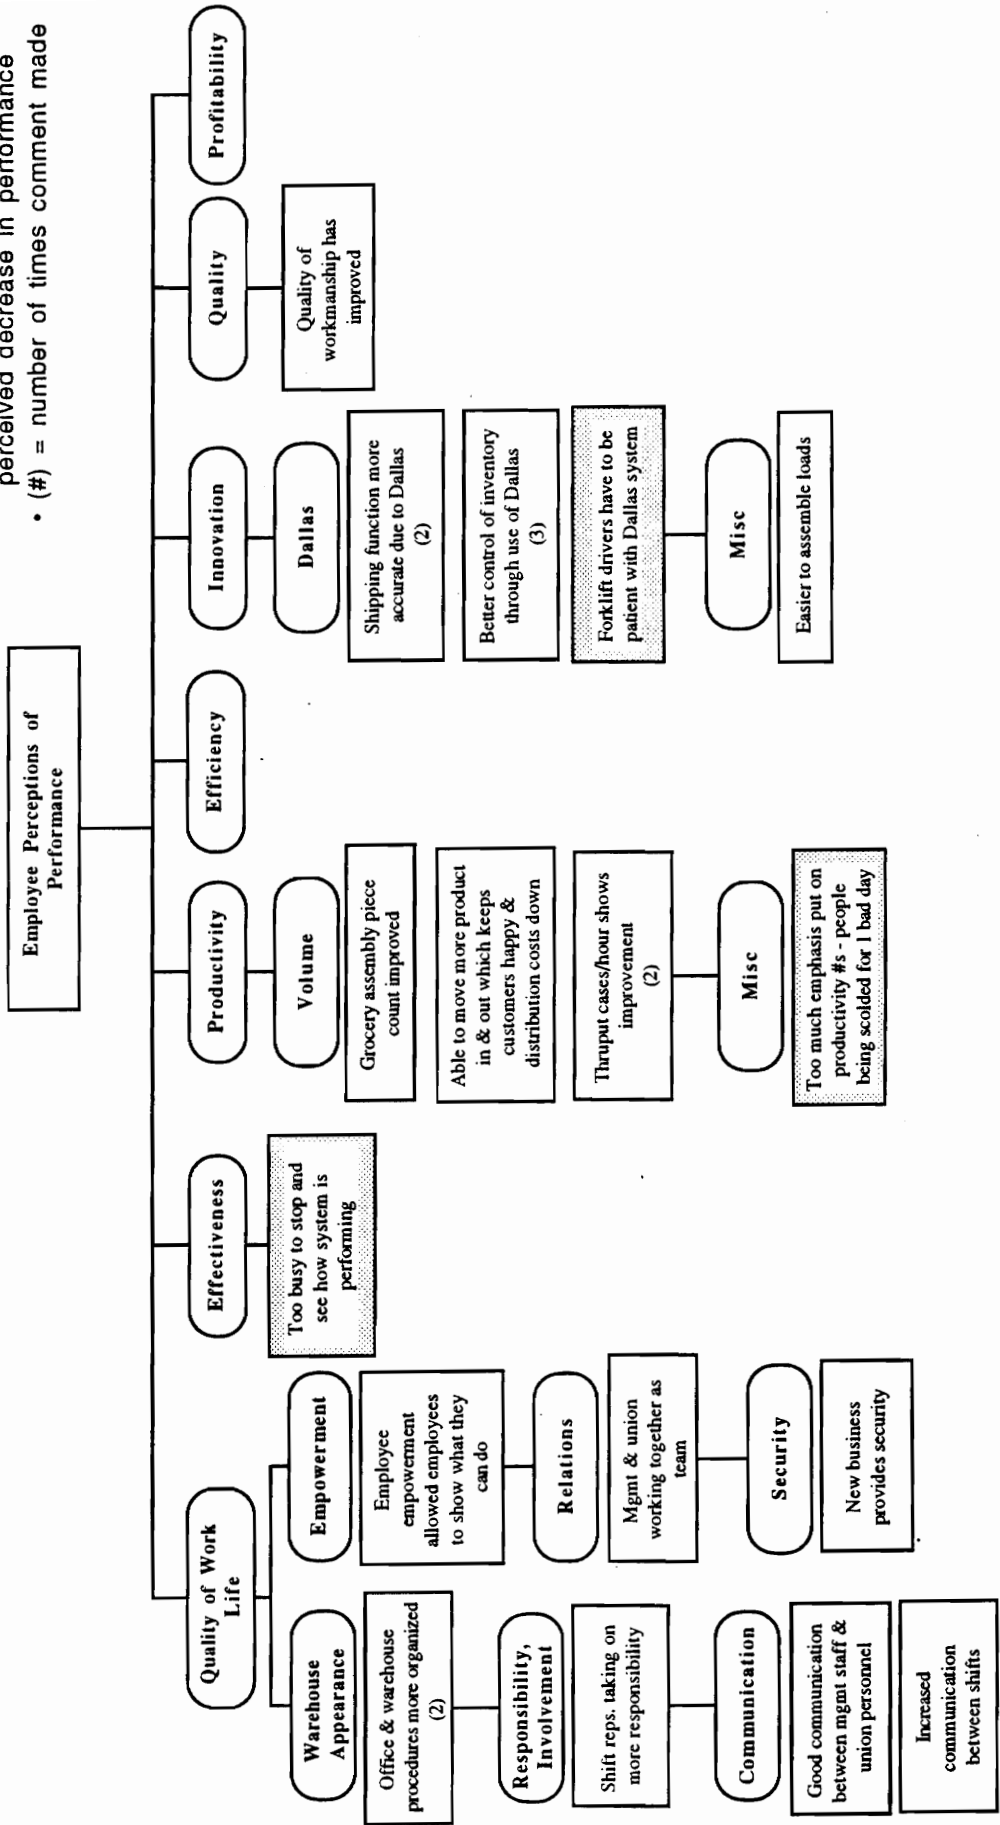 perceived decrease in performance
• (#) = number of times comment made
Employee Perceptions of
Performance
Quality of Work
Life
Warehouse
Appearance
Office & warehouse
procedures more organized
(2)
Responsibility,
Involvement
Shift reps. taking on
more responsibility
Communication
Good communication
between mgmt staff &
union personnel
Increased
communication
between shifts
Empowerment
Employee
empowerment
allowed employees
to show what they
can do
Relations
Mgmt & union
working together as
team
Security
New business
provides security
Effectiveness
Too busy to stop and
see how system is
performing
Productivity
Volume
Grocery assembly piece
count improved
Able to move more product
in & out which keeps
customers happy &
distribution costs down
Thruput cases/hour shows
improvement
(2)
Misc
Too much emphasis put on
productivity #s - people
being scolded for 1 bad day
Efficiency
Innovation
Dallas
Shipping function more
accurate due to Dallas
(2)
Better control of inventory
through use of Dallas
(3)
Forklift drivers have to be
patient with Dallas system
Misc
Easier to assemble loads
Quality
Quality of
workmanship has
improved
Profitability